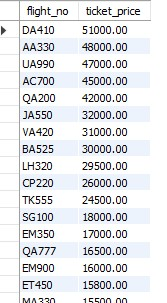 flight_no ticket_price
DA410 51000.00
AA330 48000.00
UA990 47000.00
AC700 45000.00
QA200 42000.00
JA550 32000.00
VA420 31000.00
BA525 30000.00
LH320 29500.00
CP220 26000.00
TK555 24500.00
SG100 18000.00
EM350 17000.00
QA777 16500.00
EM900 16000.00
ET450 15800.00
MA330 15500.00